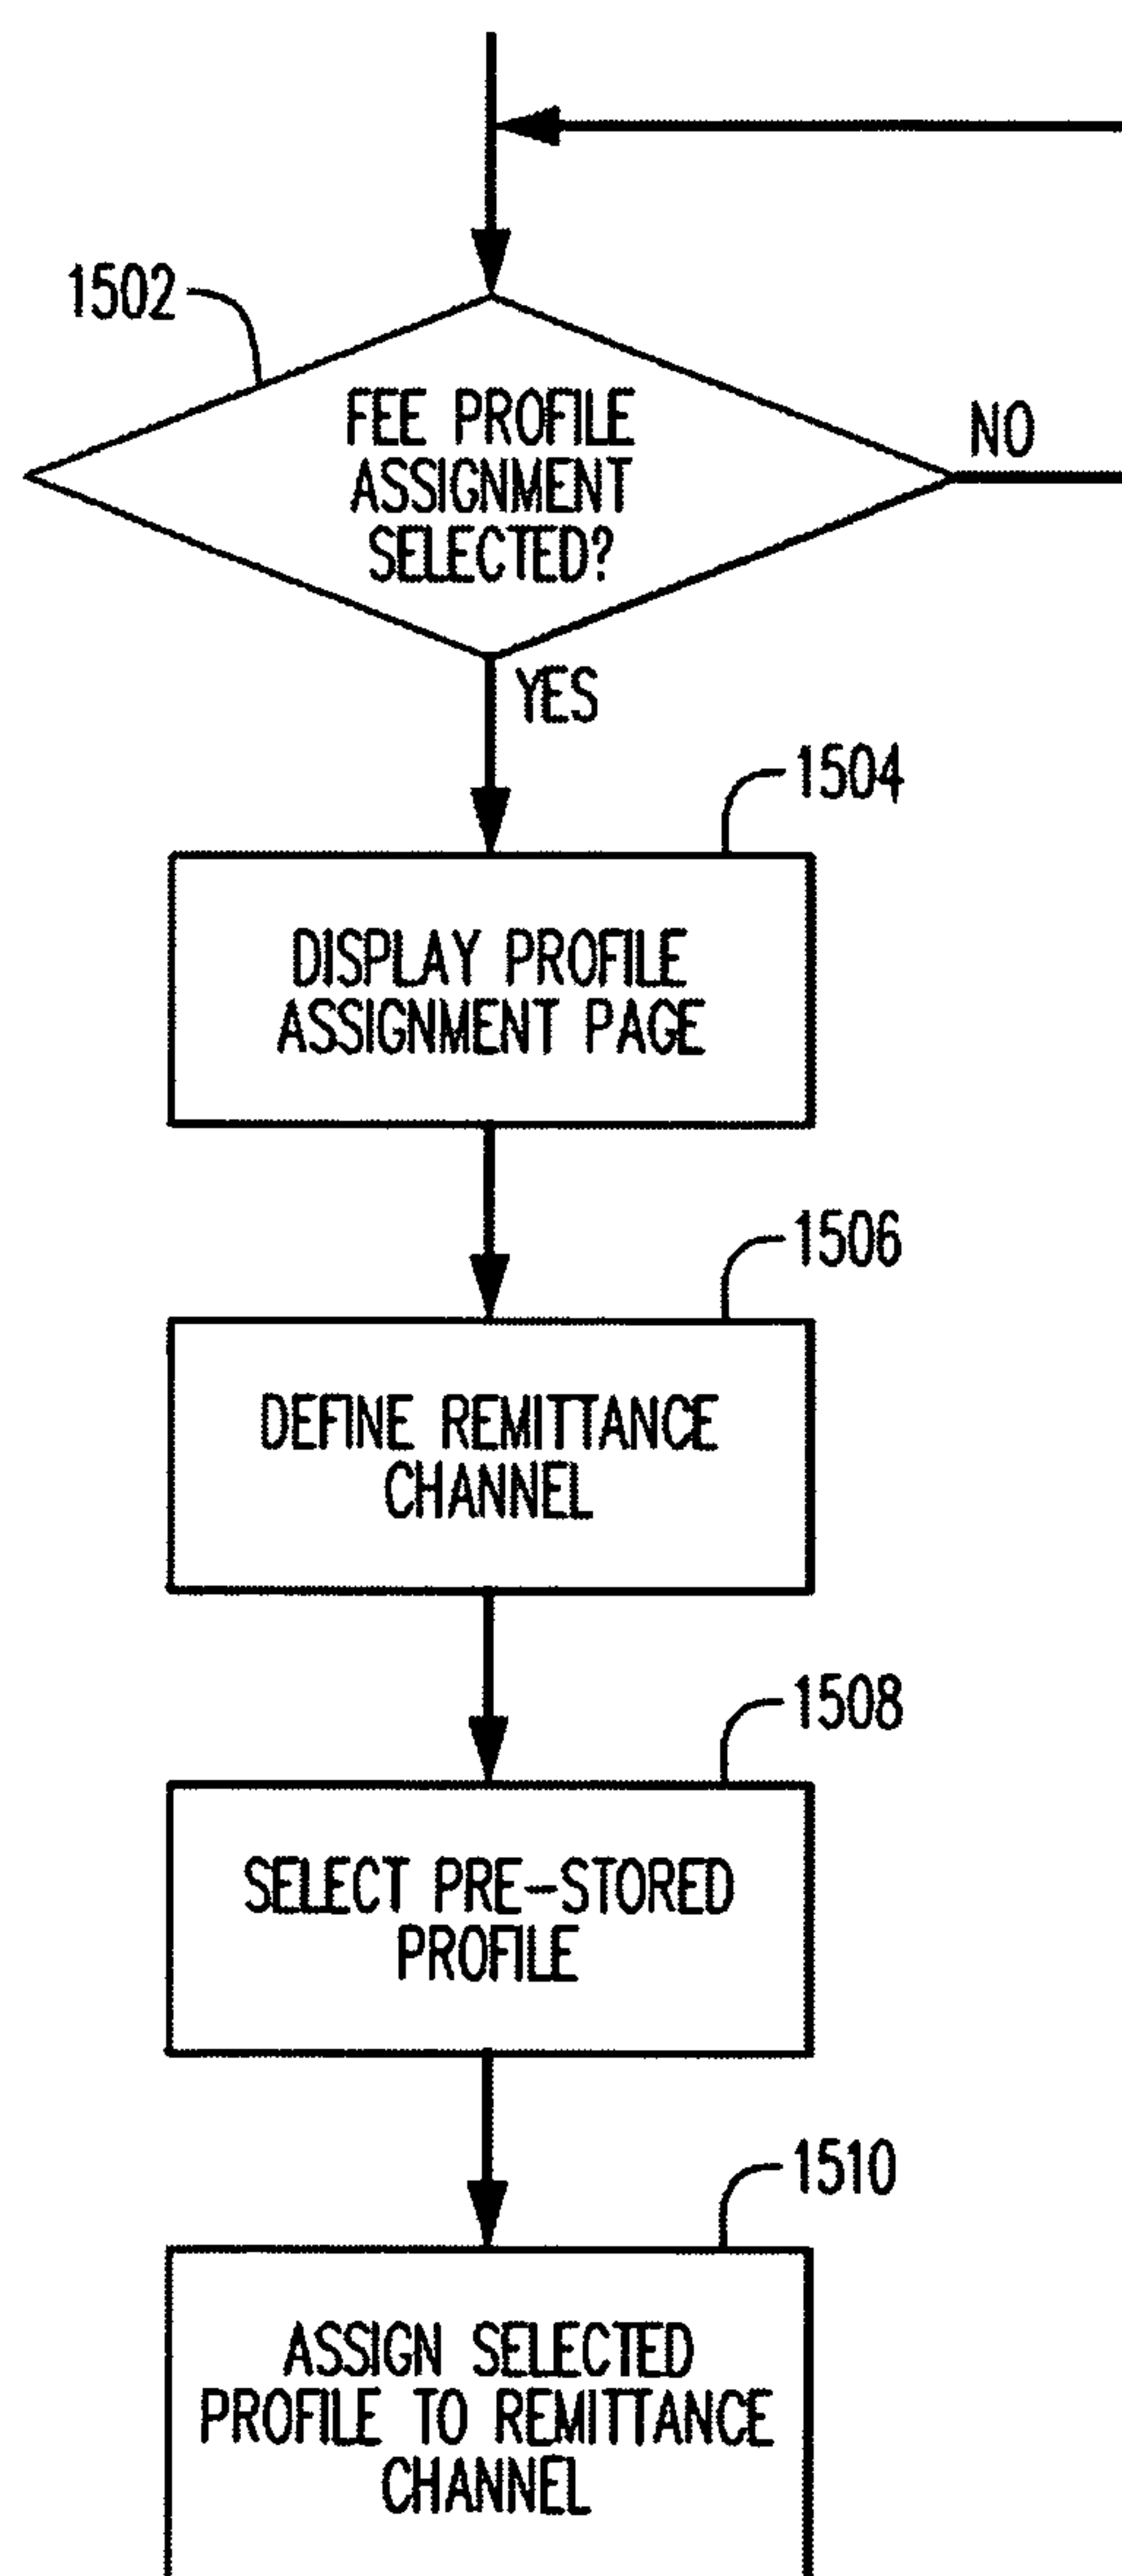 1502
FEE PROFILE
ASSIGNMENT
SELECTED?
NO
YES
1504
DISPLAY PROFILE
ASSIGNMENT PAGE
1506
DEFINE REMITTANCE
CHANNEL
1508
SELECT PRE-STORED
PROFILE
1510
ASSIGN SELECTED
PROFILE TO REMITTANCE
CHANNEL